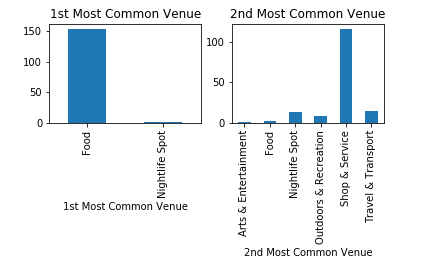 1st Most Common Venue
150
100
50
0
Food
Nightlife Spot
1st Most Common Venue
2nd Most Common Venue
100
50
0
Arts & Entertainment
Food
Nightlife Spot
Outdoors & Recreation
Shop & Service
Travel & Transport
2nd Most Common Venue